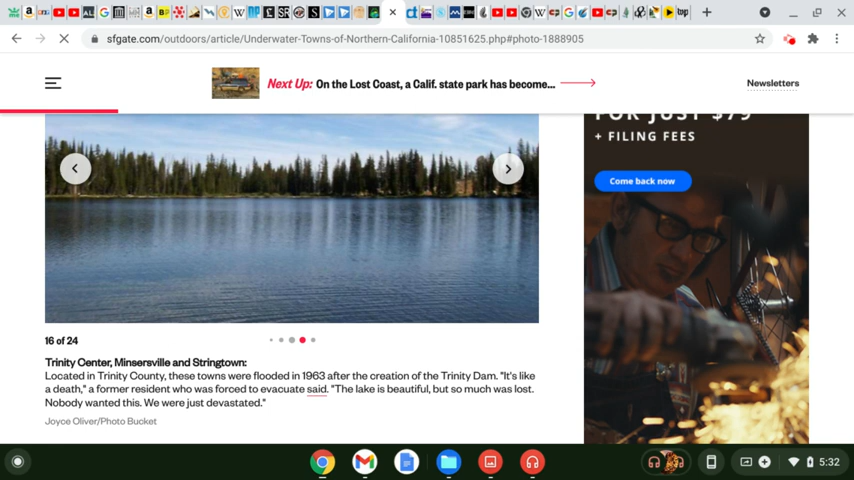 sfgate.com/outdoors/article/Underwater-Towns-of-Northern-California-10851625.php#photo-1888905
Next Up: On the Lost Coast, a Calif. state park has become...
Newsletters
FOR JUST $79
+ FILING FEES
Come back now
16 of 24
Trinity Center, Minsersville and Stringtown:
Located in Trinity County, these towns were flooded in 1963 after the creation of the Trinity Dam. "It's like
a death," a former resident who was forced to evacuate said. "The lake is beautiful, but so much was lost.
Nobody wanted this. We were just devastated."
Joyce Oliver/Photo Bucket
5:32